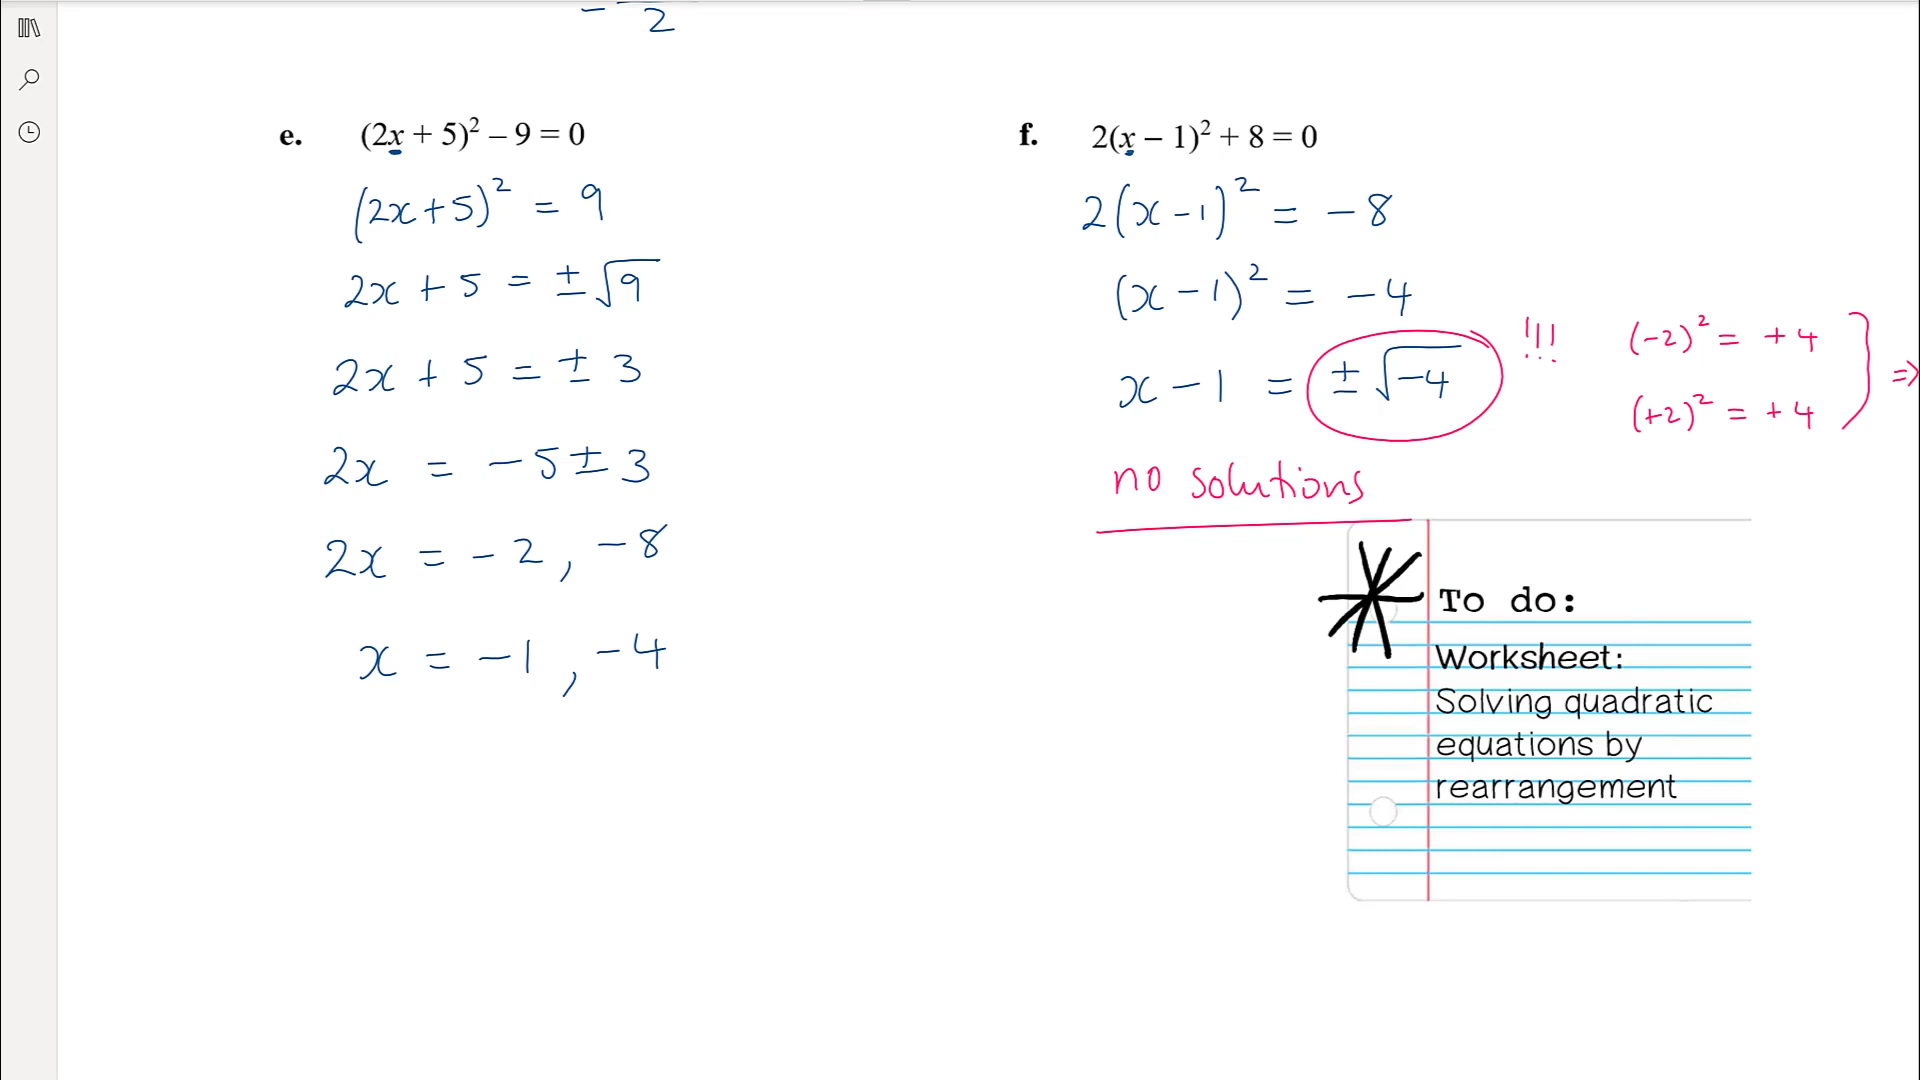 2
e. (2x + 5)² – 9 = 0
(2x+5)² = 9
2x + 5 = ±√9
2x + 5 = ± 3
2x = -5 ± 3
2x = -2 , -8
x = -1 , -4
f. 2(x – 1)² + 8 = 0
2(x-1)² = -8
(x-1)² = -4
x - 1 = ±√-4 !!!
(-2)² = +4
(+2)² = +4
⇒
no solutions
To do:
Worksheet:
Solving quadratic
equations by
rearrangement